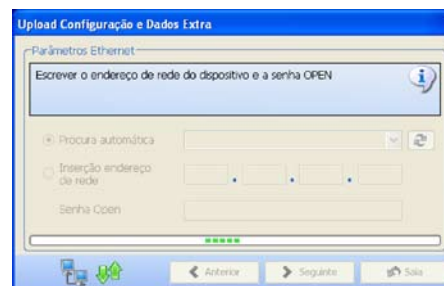 Upload Configuração e Dados Extra
Parâmetros Ethernet
Escrever o endereço de rede do dispositivo e a senha OPEN
Procura automática
Inserção endereço
de rede
Senha Open
Anterior
Seguinte
Saia